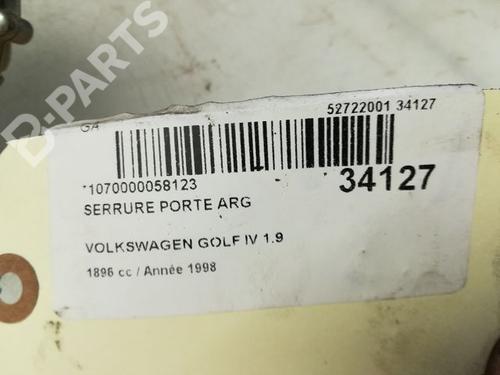 B-PARTS
GA
52722001 34127
*1070000058123
34127
SERRURE PORTE ARG
VOLKSWAGEN GOLF IV 1.9
1896 cc / Année 1998